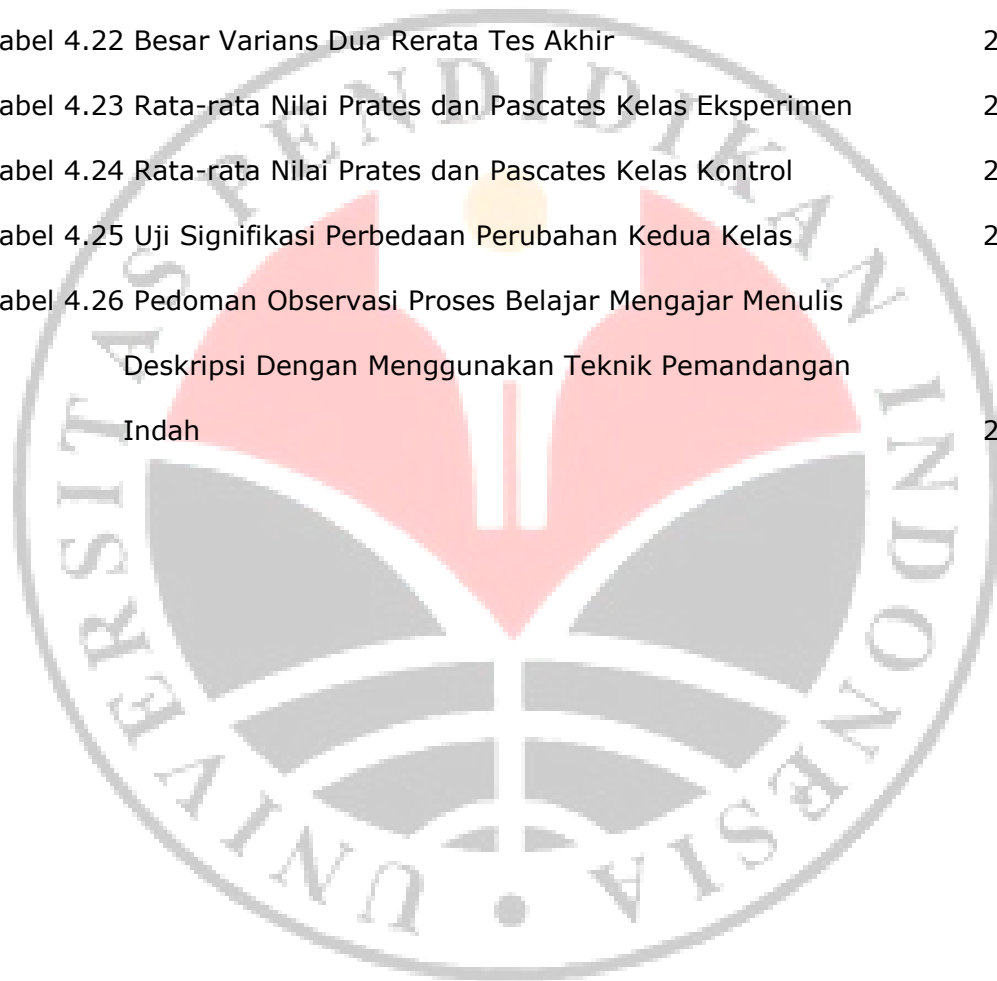 abel 4.22 Besar Varians Dua Rerata Tes Akhir 2
abel 4.23 Rata-rata Nilai Prates dan Pascates Kelas Eksperimen 2
abel 4.24 Rata-rata Nilai Prates dan Pascates Kelas Kontrol 2
abel 4.25 Uji Signifikasi Perbedaan Perubahan Kedua Kelas 2
abel 4.26 Pedoman Observasi Proses Belajar Mengajar Menulis
Deskripsi Dengan Menggunakan Teknik Pemandangan
Indah 2
UNIVERSITAS PENDIDIKAN INDONESIA